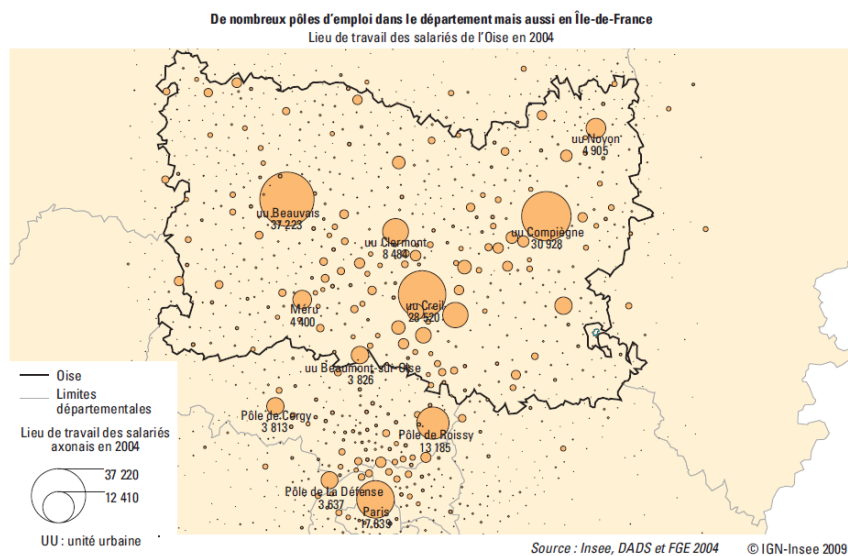 De nombreux pôles d'emploi dans le département mais aussi en Île-de-France
Lieu de travail des salariés de l'Oise en 2004
uu Noyon
4 905
uu Beauvais
37 223
uu Clermont
8 484
uu Compiègne
30 928
uu Creil
28 520
Méru
4 400
uu Beaumont-sur-Oise
3 826
Pôle de Cergy
3 813
Pôle de Roissy
13 185
Pôle de La Défense
3 637
Paris
17 839
Oise
Limites
départementales
Lieu de travail des salariés
axonais en 2004
37 220
12 410
UU : unité urbaine
Source : Insee, DADS et FGE 2004
© IGN-Insee 2009